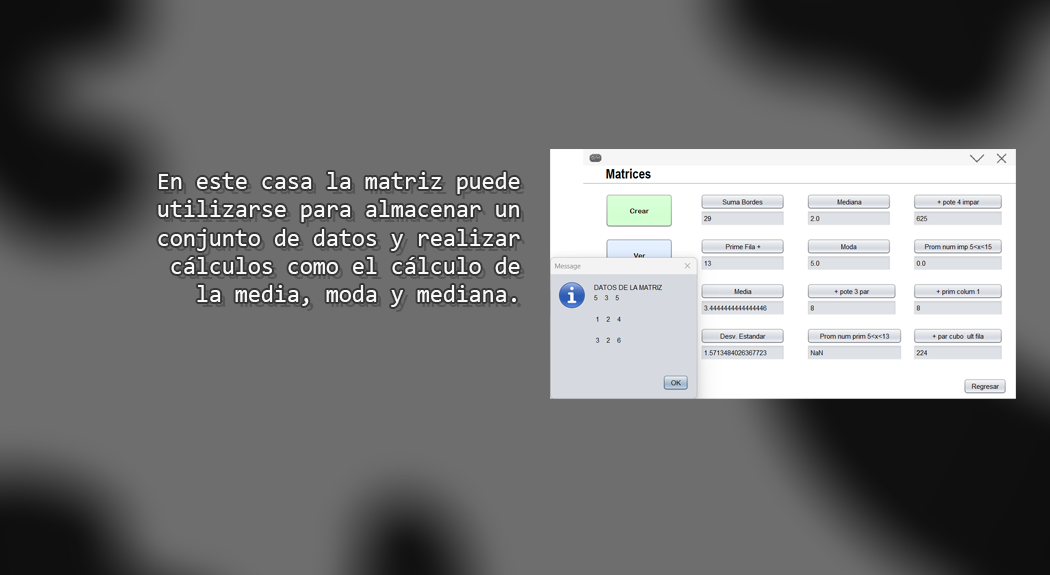 En este casa la matriz puede
utilizarse para almacenar un
conjunto de datos y realizar
cálculos como el cálculo de
la media, moda y mediana.
Matrices
Crear
Ver
Suma Bordes
29
Mediana
2.0
+ pote 4 impar
625
Prime Fila +
13
Moda
5.0
Prom num imp 5<x<15
0.0
Media
3.4444444444444446
+ pote 3 par
8
+ prim colum 1
8
Desv. Estandar
1.5713484026367723
Prom num prim 5<x<13
NaN
+ par cubo ult fila
224
Regresar
Message
DATOS DE LA MATRIZ
5 3 5
1 2 4
3 2 6
OK